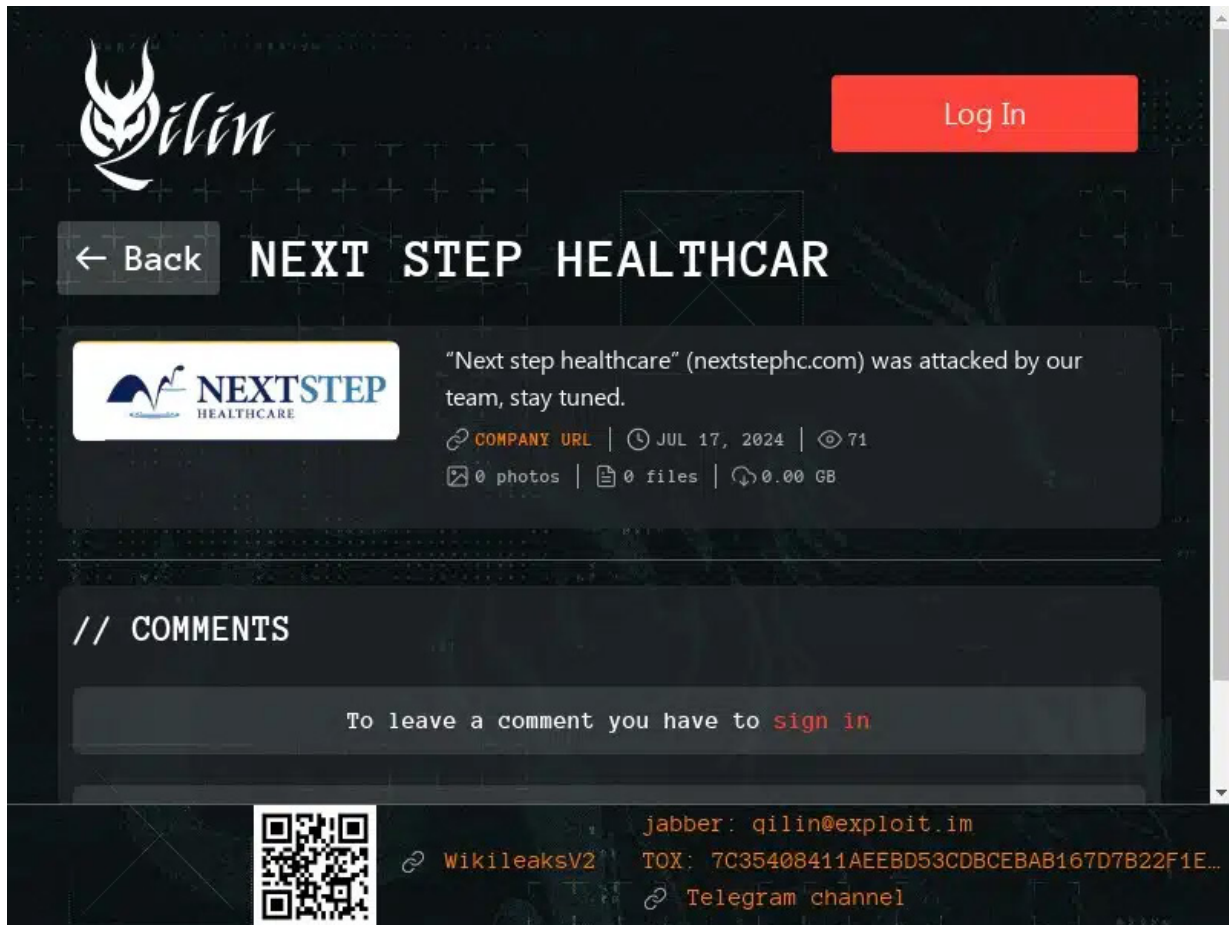 Qilin
Log In
← Back NEXT STEP HEALTHCAR
NEXTSTEP
HEALTHCARE
“Next step healthcare” (nextstephc.com) was attacked by our
team, stay tuned.
COMPANY URL | JUL 17, 2024 | 71
0 photos | 0 files | 0.00 GB
// COMMENTS
To leave a comment you have to sign in
jabber: qilin@exploit.im
WikileaksV2
TOX: 7C35408411AEEBD53CDBCEBAB167D7B22F1E…
Telegram channel